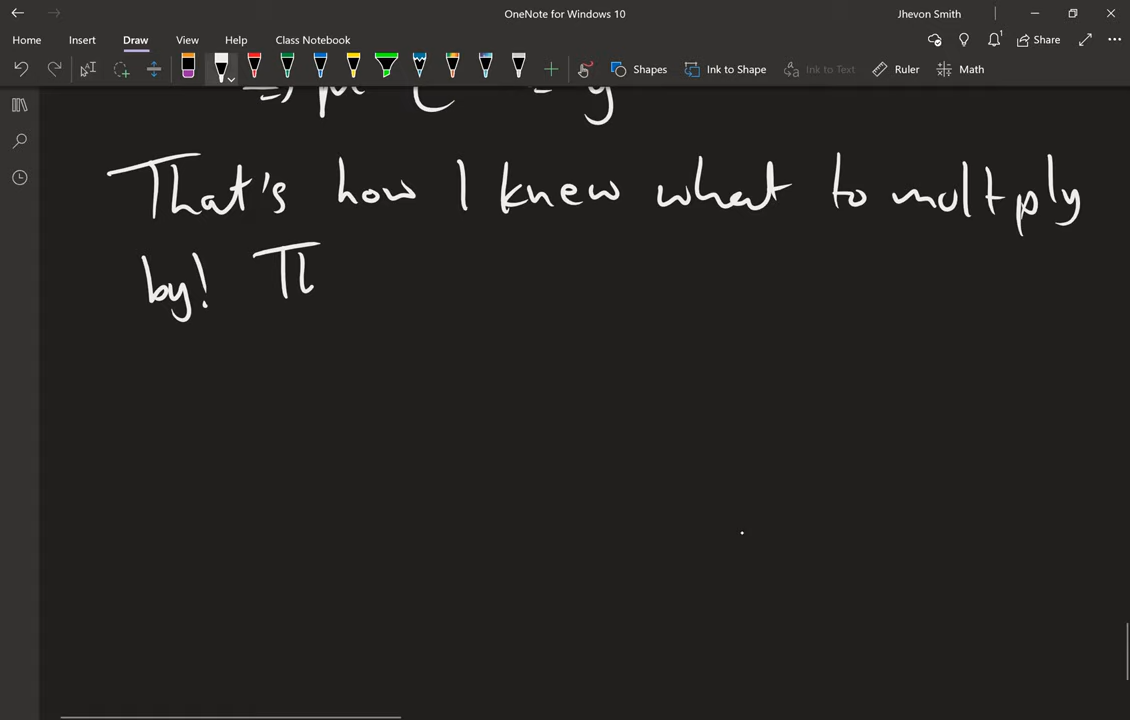 OneNote for Windows 10
Jhevon Smith
Home Insert Draw View Help Class Notebook
Share
Shapes Ink to Shape Ink to Text Ruler Math
That's how I knew what to multply
by! Th